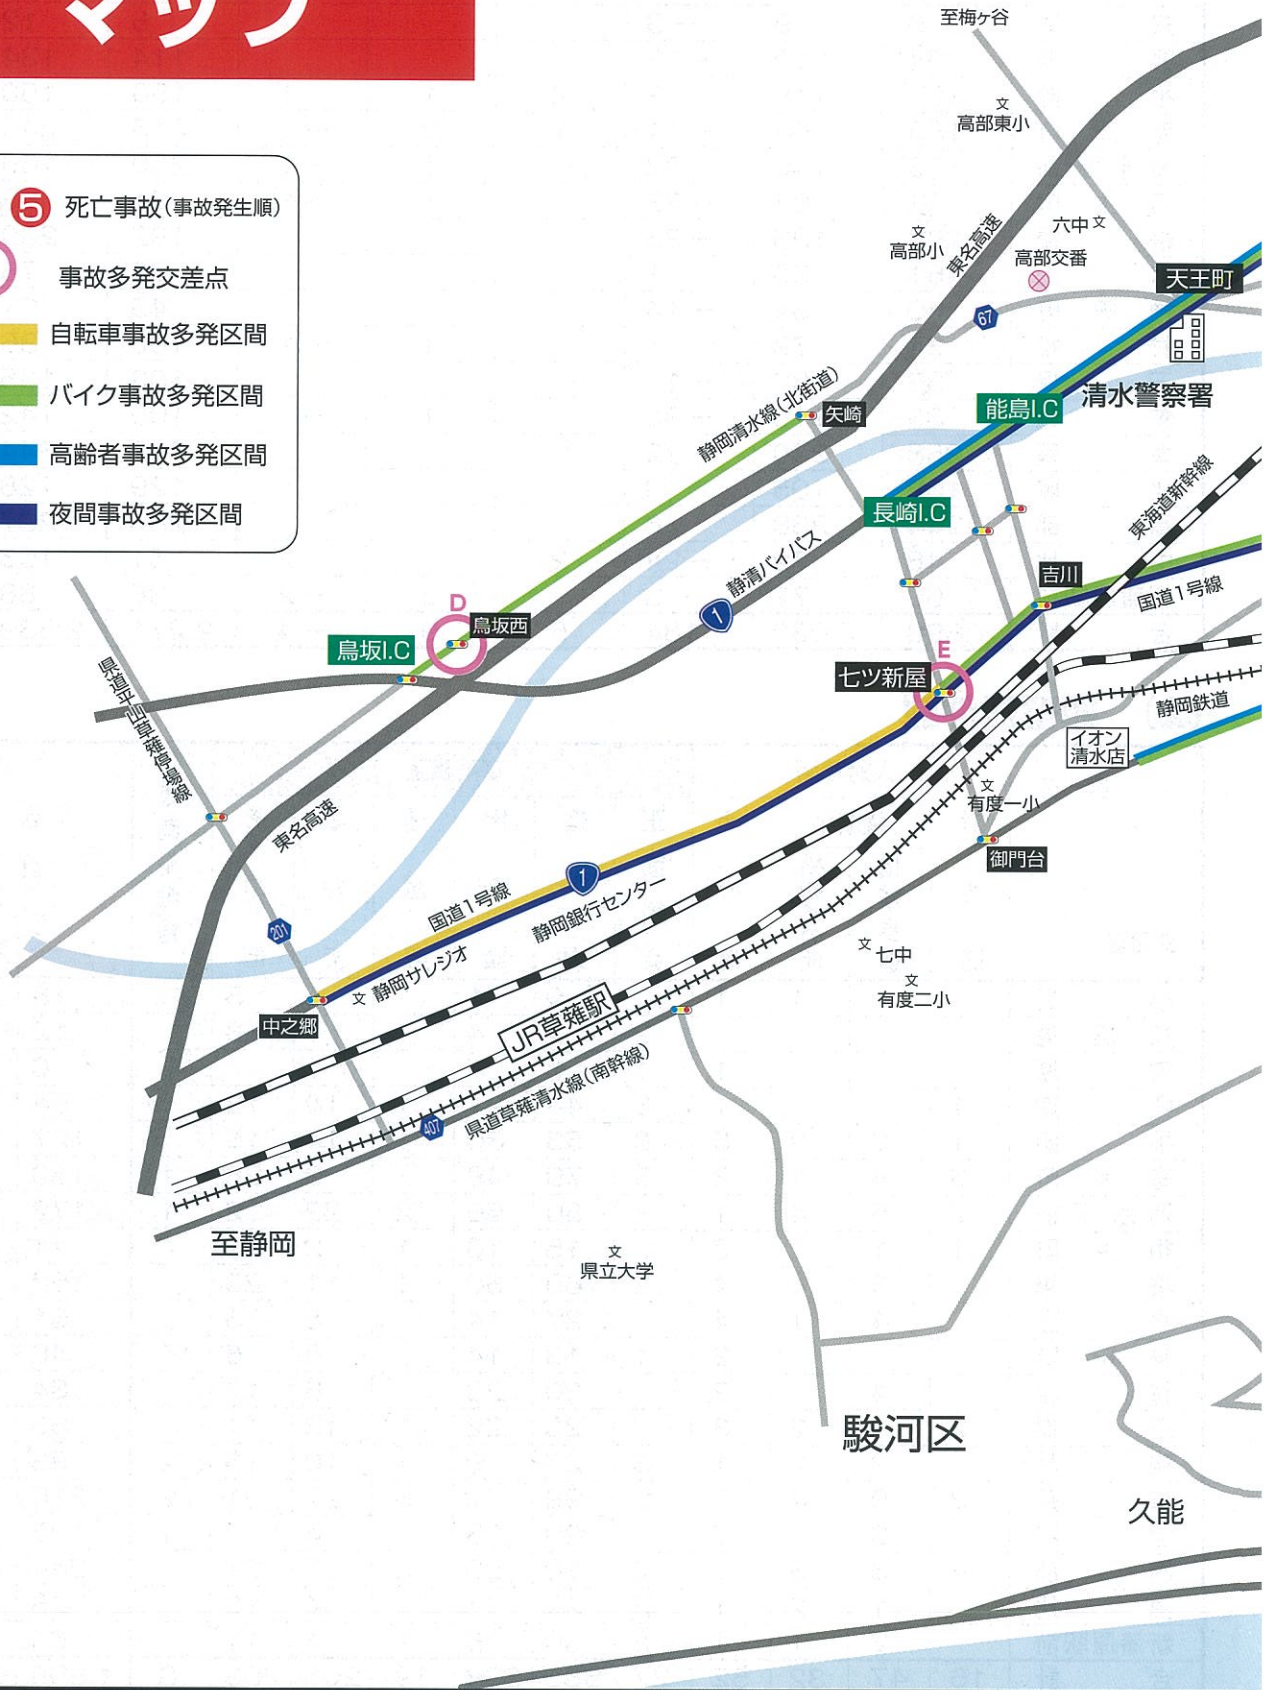 マップ
至梅ヶ谷
文
高部東小
5 死亡事故(事故発生順)
事故多発交差点
自転車事故多発区間
バイク事故多発区間
高齢者事故多発区間
夜間事故多発区間
文
高部小
東名高速
六中 文
高部交番
天王町
67
静岡清水線(北街道)
矢崎
能島I.C
清水警察署
長崎I.C
東海道新幹線
静清バイパス
1
吉川
国道1号線
D
鳥坂西
鳥坂I.C
E
七ツ新屋
県道平山草薙停車場線
静岡鉄道
イオン
清水店
文
有度一小
東名高速
御門台
1
国道1号線
静岡銀行センター
201
文 静岡サレジオ
文 七中
文
有度二小
中之郷
JR草薙駅
県道草薙清水線(南幹線)
407
至静岡
文
県立大学
駿河区
久能